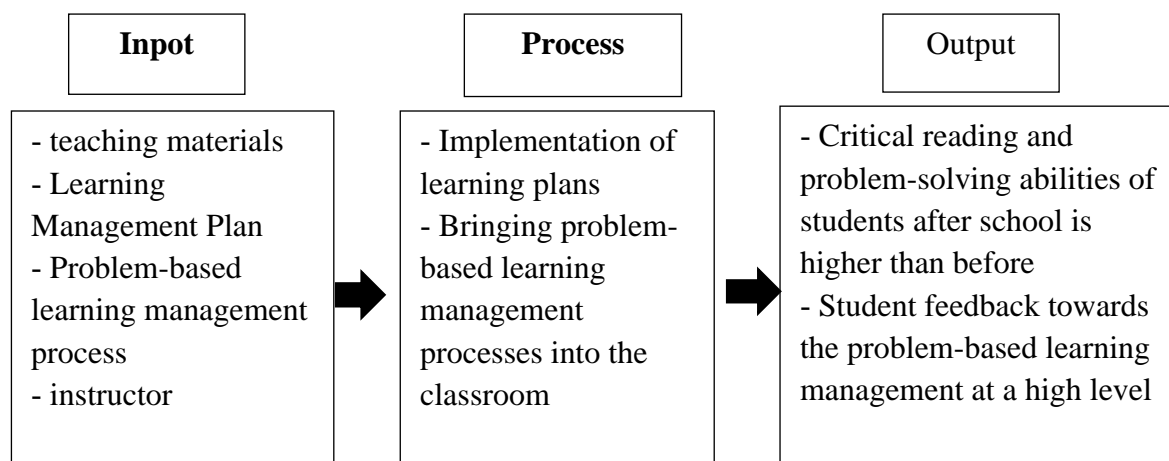 Inpot
- teaching materials
- Learning
Management Plan
- Problem-based
learning management
process
- instructor
Process
- Implementation of
learning plans
- Bringing problem-
based learning
management
processes into the
classroom
Output
- Critical reading and
problem-solving abilities of
students after school is
higher than before
- Student feedback towards
the problem-based learning
management at a high level